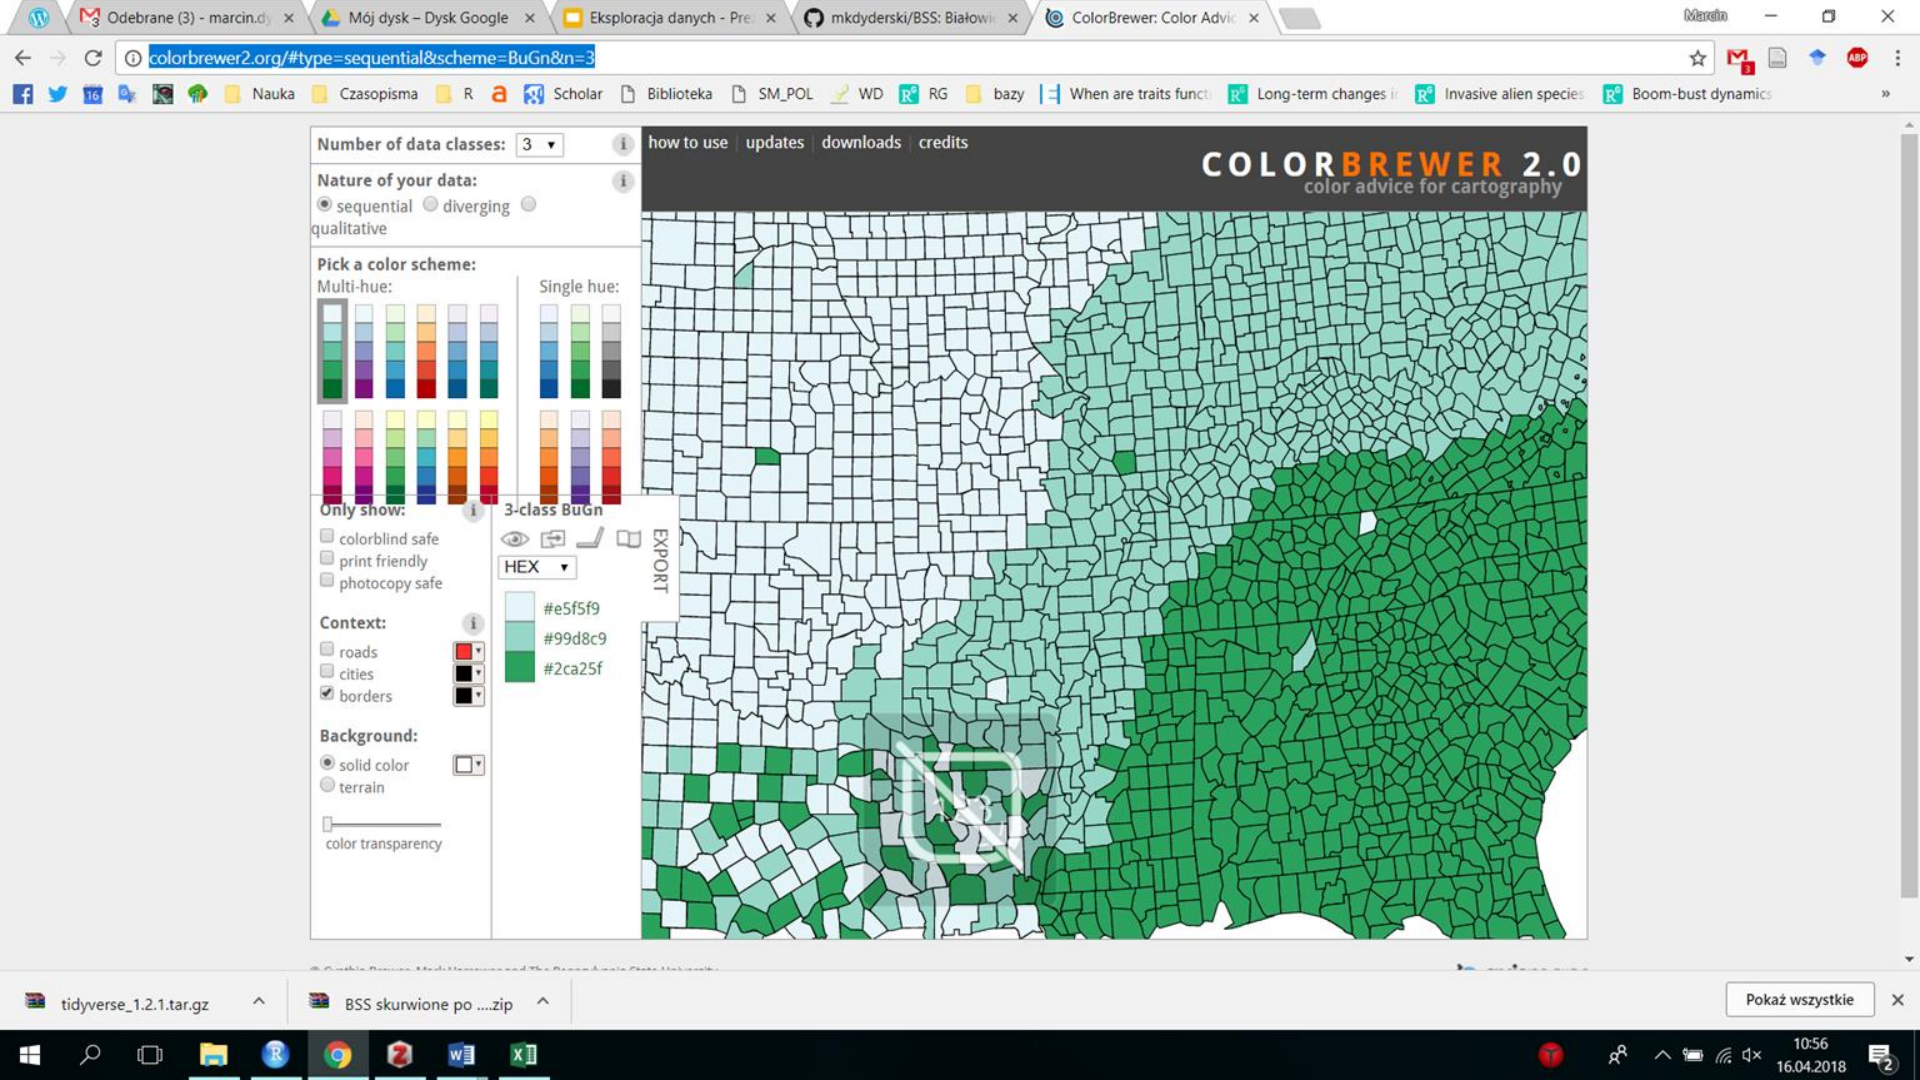 Odebrane (3) - marcin.d
Mój dysk – Dysk Google
Eksploracja danych - Pre
mkdyderski/BSS: Białowi
ColorBrewer: Color Advic
Marcin
colorbrewer2.org/#type=sequential&scheme=BuGn&n=3
3
ABP
16
Nauka
Czasopisma
R
a
Scholar
Biblioteka
SM_POL
WD
RG
bazy
When are traits funct
Long-term changes i
Invasive alien species
Boom-bust dynamics
»
Number of data classes: 3
how to use | updates | downloads | credits
COLORBREWER 2.0
color advice for cartography
Nature of your data:
sequential diverging
qualitative
Pick a color scheme:
Multi-hue:
Single hue:
Only show:
colorblind safe
print friendly
photocopy safe
3-class BuGn
EXPORT
HEX
#e5f5f9
#99d8c9
#2ca25f
Context:
roads
cities
borders
Background:
solid color
terrain
color transparency
tidyverse_1.2.1.tar.gz
BSS skurwione po ....zip
Pokaż wszystkie
10:56
16.04.2018
2